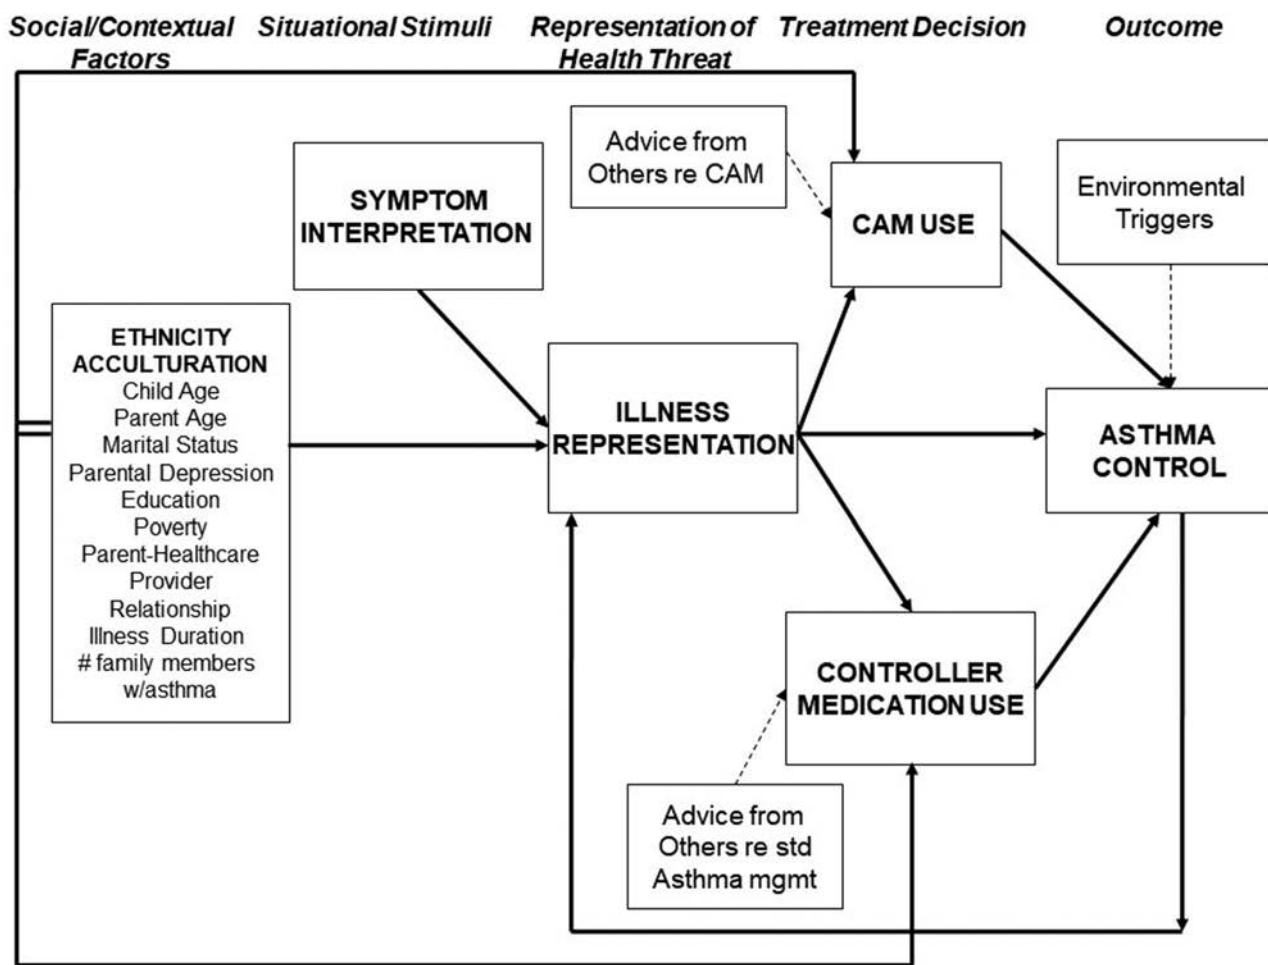 Social/Contextual Factors
Situational Stimuli
Representation of Health Threat
Treatment Decision
Outcome
Advice from
Others re CAM
SYMPTOM
INTERPRETATION
CAM USE
Environmental
Triggers
ETHNICITY
ACCULTURATION
Child Age
Parent Age
Marital Status
Parental Depression
Education
Poverty
Parent-Healthcare
Provider
Relationship
Illness Duration
# family members
w/asthma
ILLNESS
REPRESENTATION
ASTHMA
CONTROL
CONTROLLER
MEDICATION USE
Advice from
Others re std
Asthma mgmt